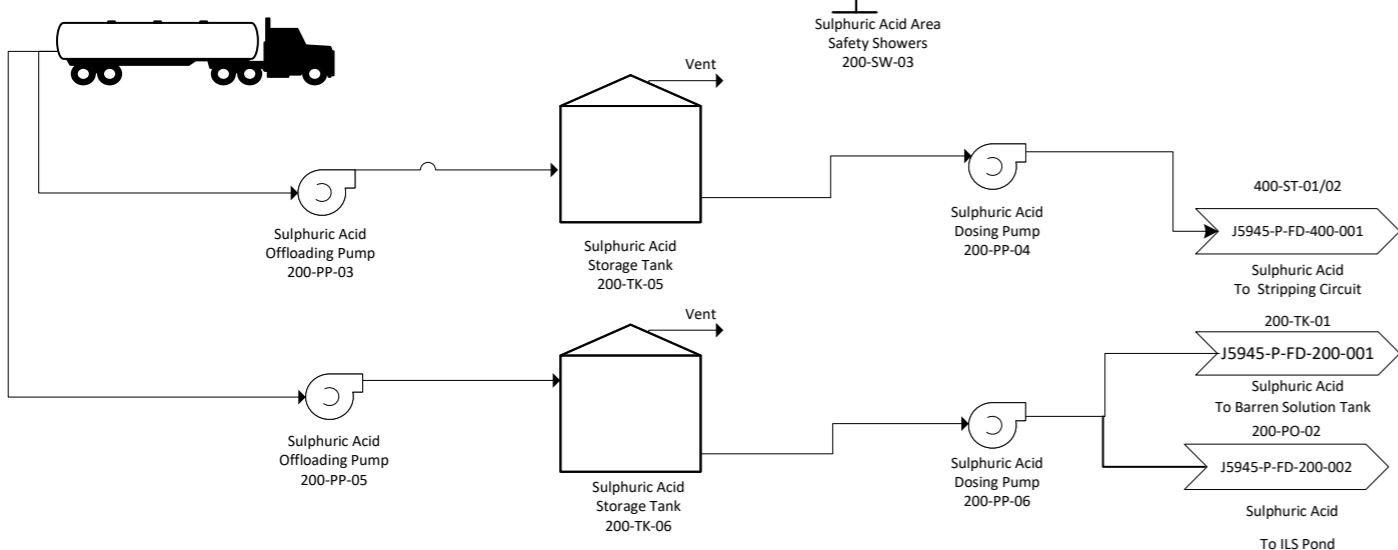 Sulphuric Acid Area
Safety Showers
200-SW-03
Vent
Sulphuric Acid
Offloading Pump
200-PP-03
Sulphuric Acid
Storage Tank
200-TK-05
Sulphuric Acid
Dosing Pump
200-PP-04
400-ST-01/02
J5945-P-FD-400-001
Sulphuric Acid
To Stripping Circuit
Vent
Sulphuric Acid
Offloading Pump
200-PP-05
Sulphuric Acid
Storage Tank
200-TK-06
Sulphuric Acid
Dosing Pump
200-PP-06
200-TK-01
J5945-P-FD-200-001
Sulphuric Acid
To Barren Solution Tank
200-PO-02
J5945-P-FD-200-002
Sulphuric Acid
To ILS Pond